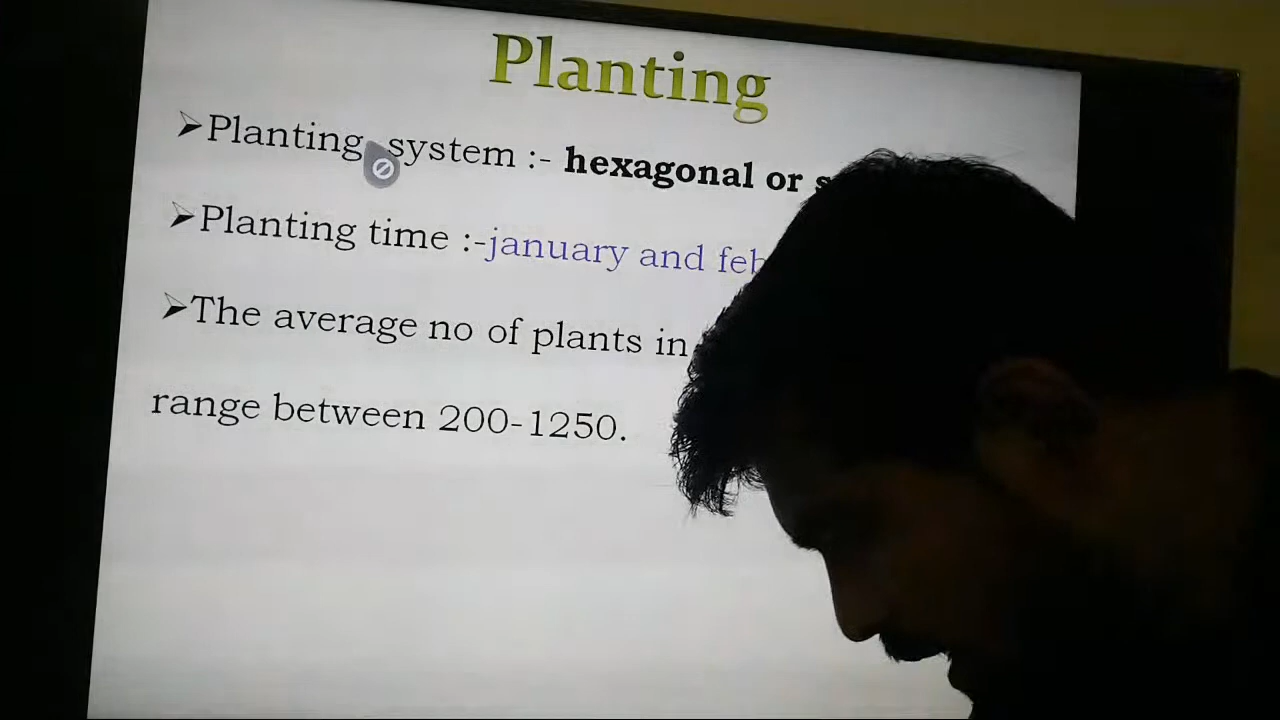 Planting
➢Planting system :- hexagonal or
➢Planting time :-january and
➢The average no of plants in
range between 200-1250.